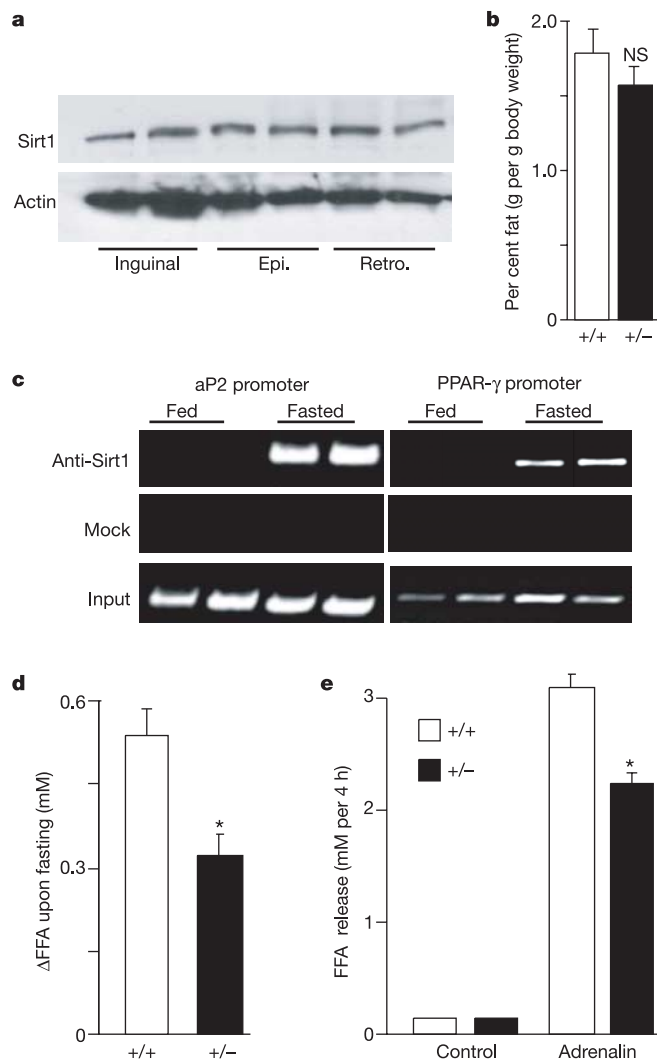 a
Sirt1
Actin
Inguinal Epi. Retro.
b
Per cent fat (g per g body weight)
2.0
NS
1.0
0
+/+ +/–
c
aP2 promoter PPAR-γ promoter
Fed Fasted Fed Fasted
Anti-Sirt1
Mock
Input
d
ΔFFA upon fasting (mM)
0.6
*
0.3
0
+/+ +/–
e
FFA release (mM per 4 h)
3
+/+
+/–
*
2
1
0
Control Adrenalin